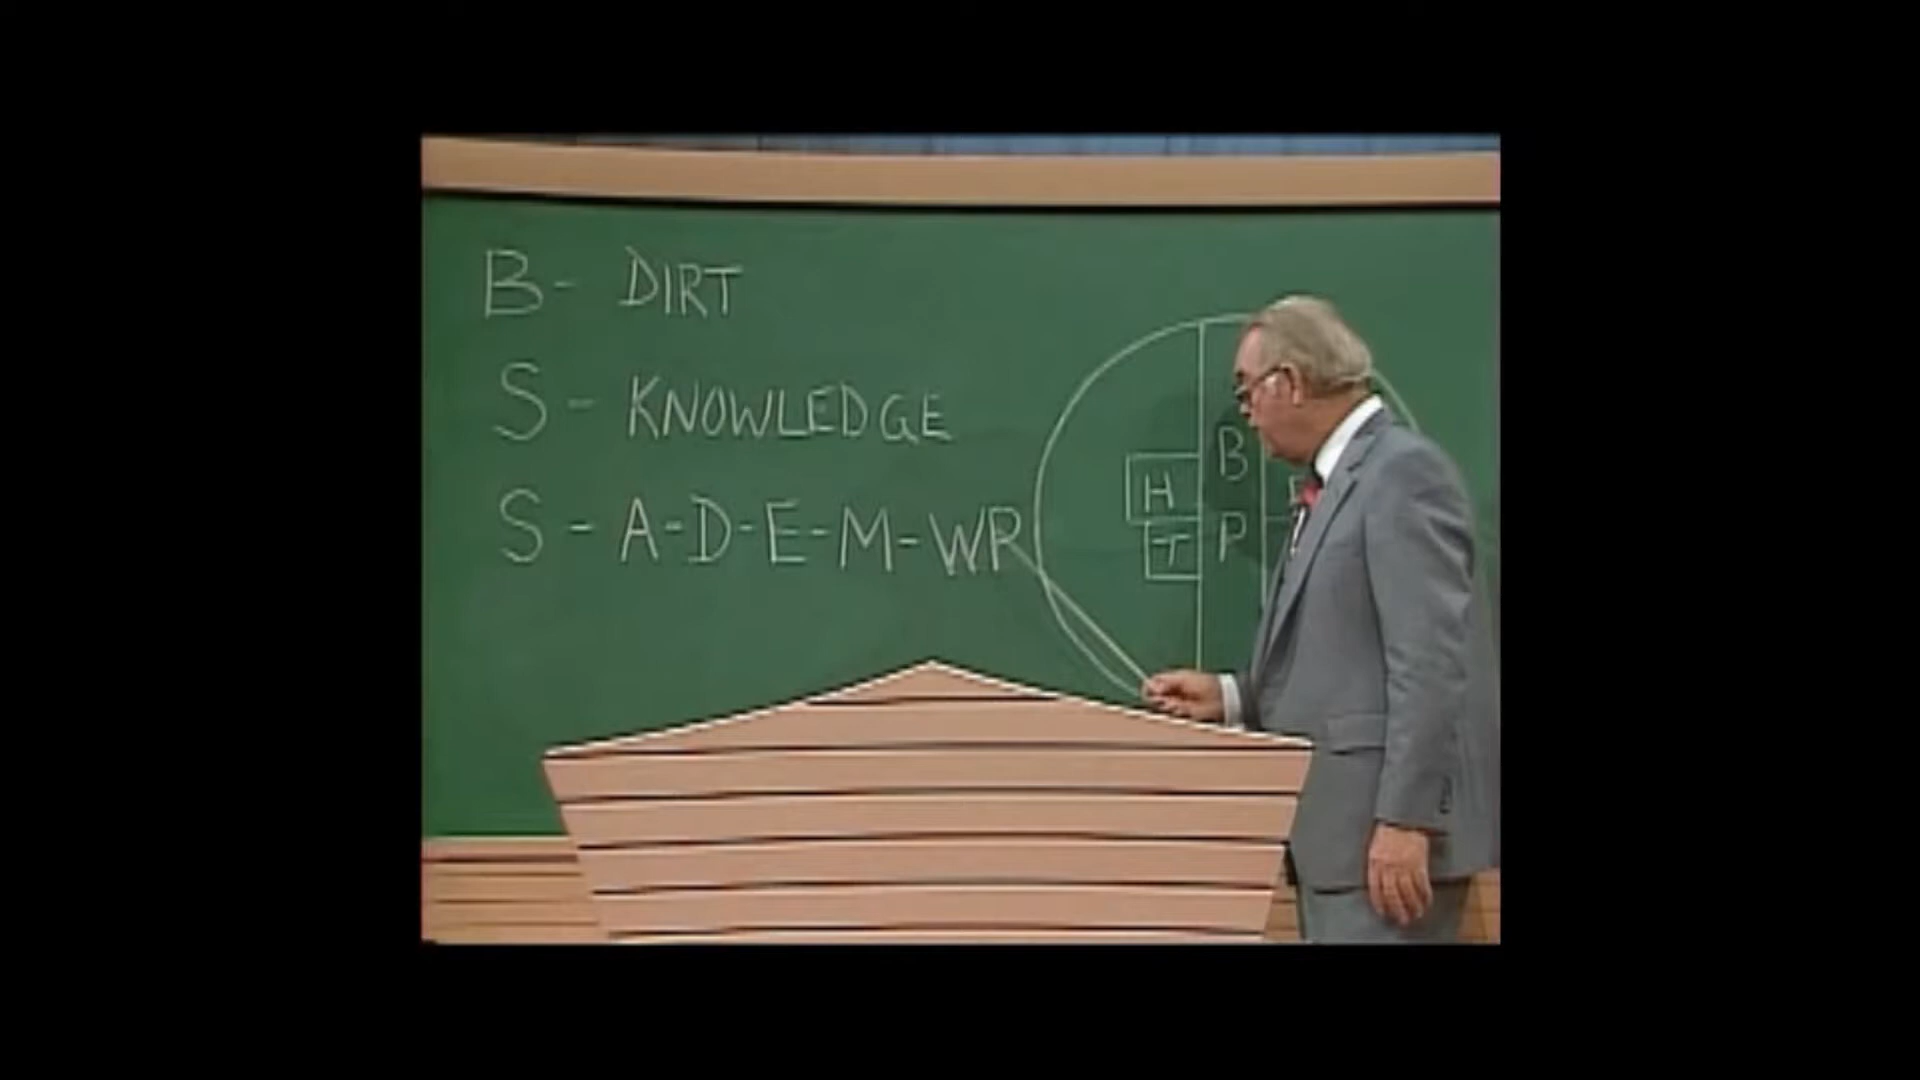 B- DIRT
S- KNOWLEDGE
S-A-D-E-M-WR
B
H
P
T